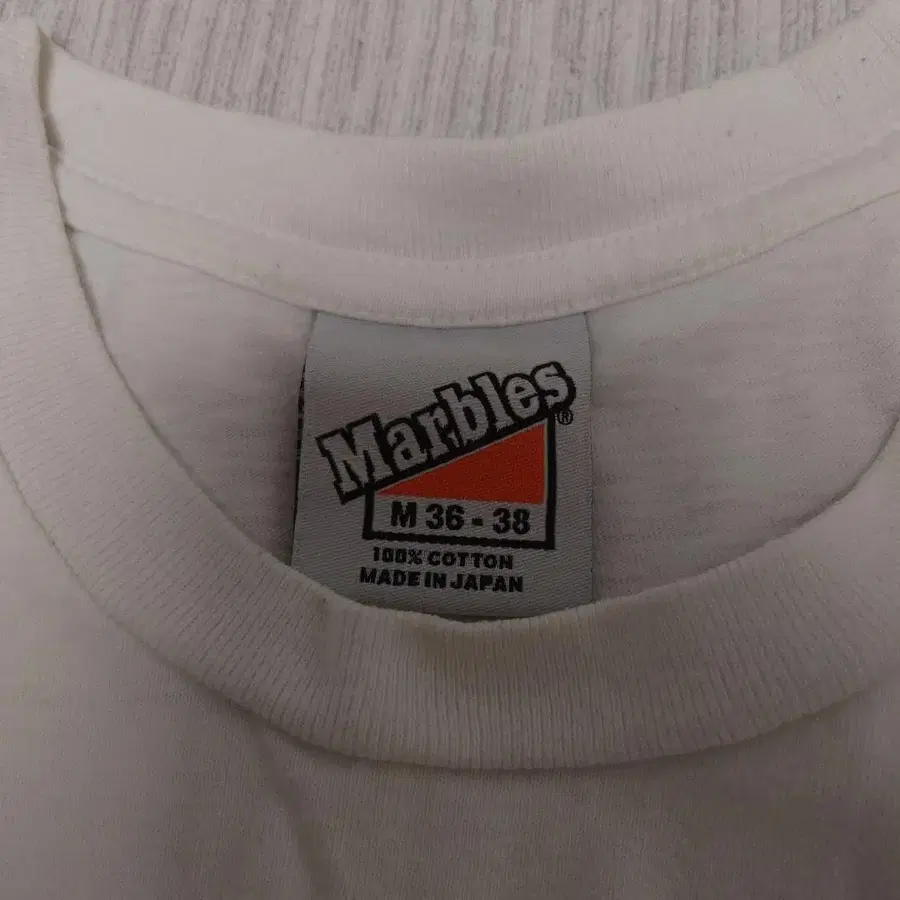 Marbles®
M 36 - 38
100% COTTON
MADE IN JAPAN